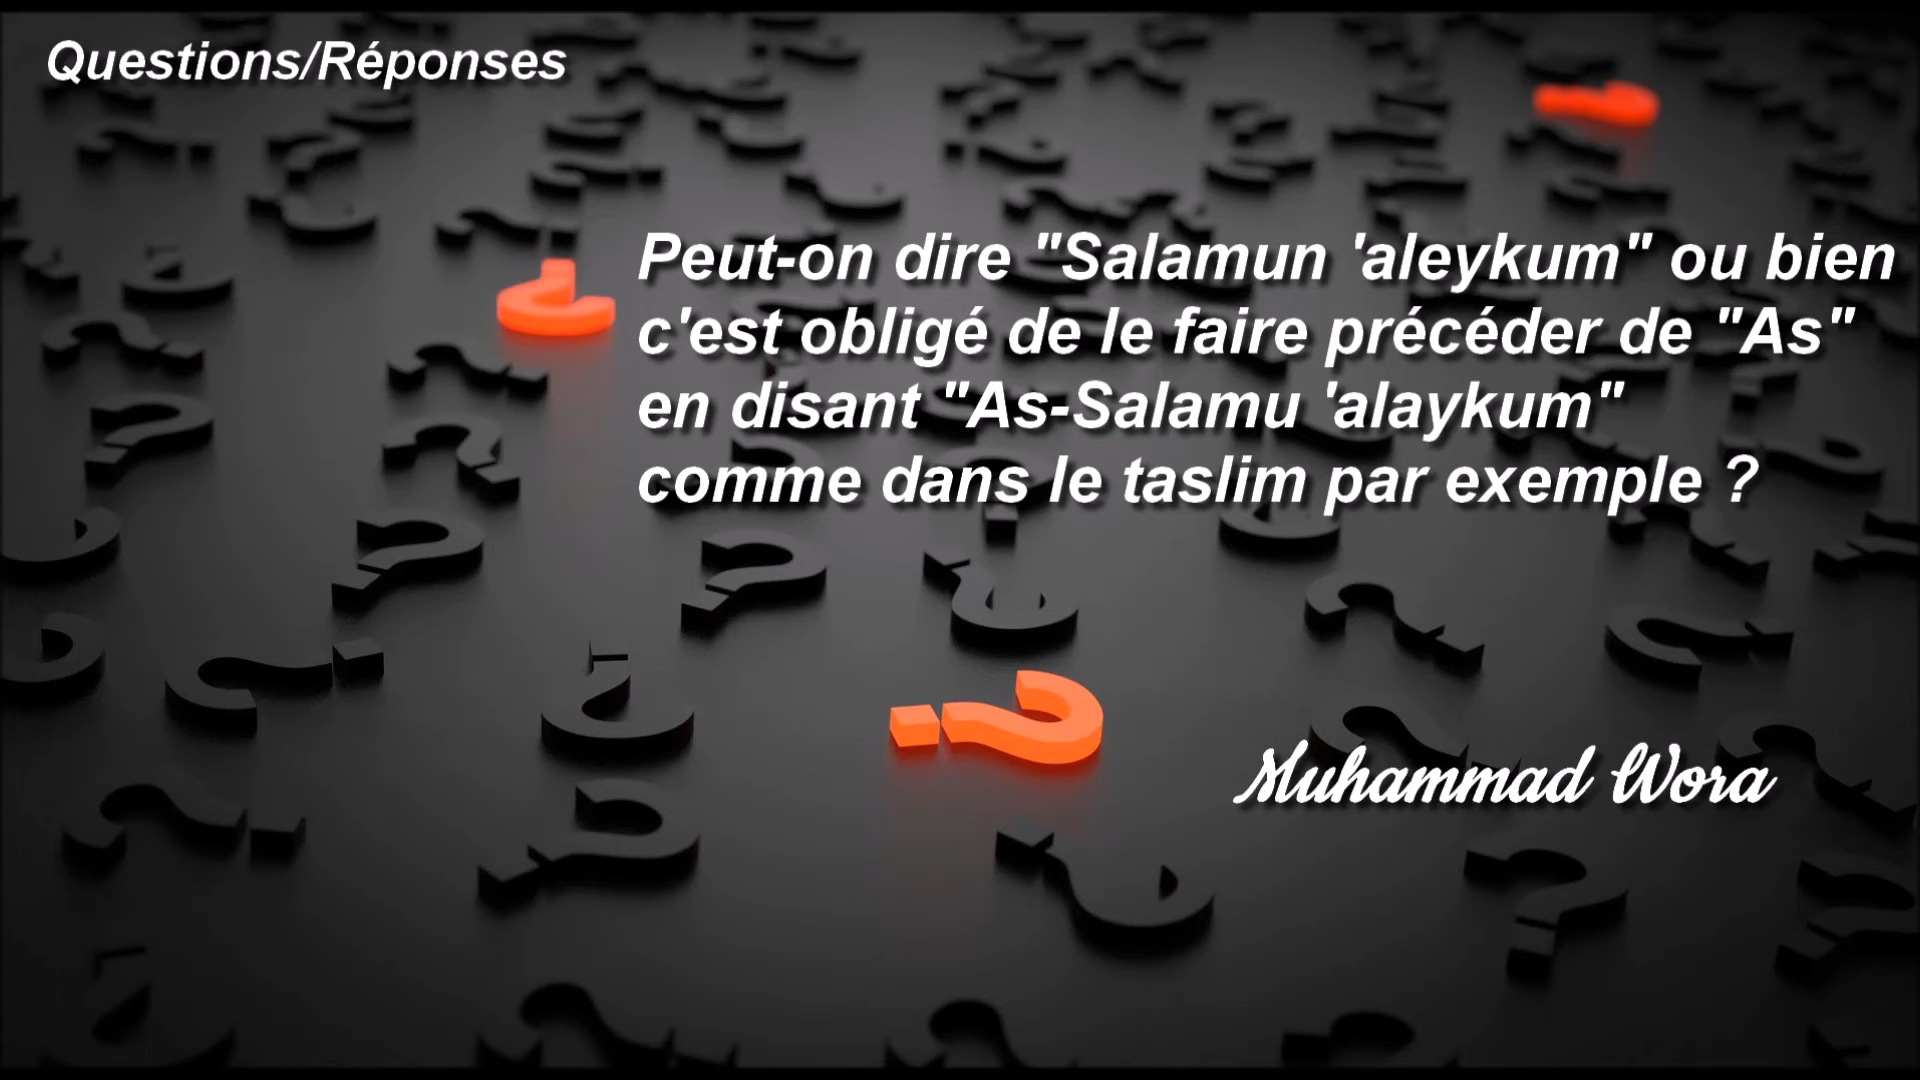 Questions/Réponses
Peut-on dire "Salamun 'aleykum" ou bien
c'est obligé de le faire précéder de "As"
en disant "As-Salamu 'alaykum"
comme dans le taslim par exemple ?
Muhammad Wora